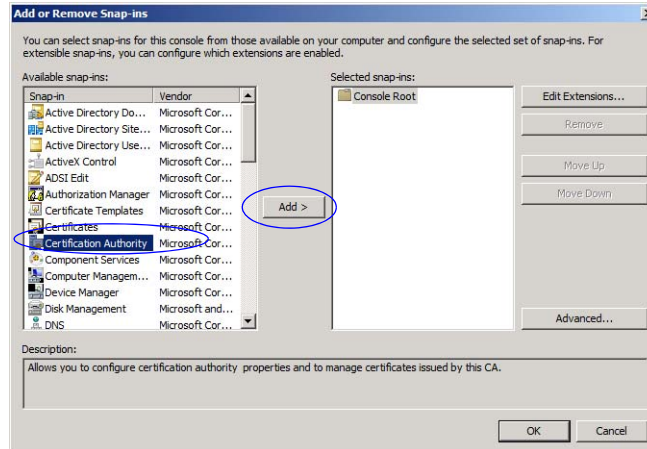 Add or Remove Snap-ins
You can select snap-ins for this console from those available on your computer and configure the selected set of snap-ins. For
extensible snap-ins, you can configure which extensions are enabled.
Available snap-ins:
Selected snap-ins:
Snap-in Vendor
Active Directory Do... Microsoft Cor...
Active Directory Site... Microsoft Cor...
Active Directory Use... Microsoft Cor...
ActiveX Control Microsoft Cor...
ADSI Edit Microsoft Cor...
Authorization Manager Microsoft Cor...
Certificate Templates Microsoft Cor...
Certificates Microsoft Cor...
Certification Authority Microsoft Cor...
Component Services Microsoft Cor...
Computer Managem... Microsoft Cor...
Device Manager Microsoft Cor...
Disk Management Microsoft and...
DNS Microsoft Cor...
Add >
Console Root
Edit Extensions...
Remove
Move Up
Move Down
Advanced...
Description:
Allows you to configure certification authority properties and to manage certificates issued by this CA.
OK
Cancel